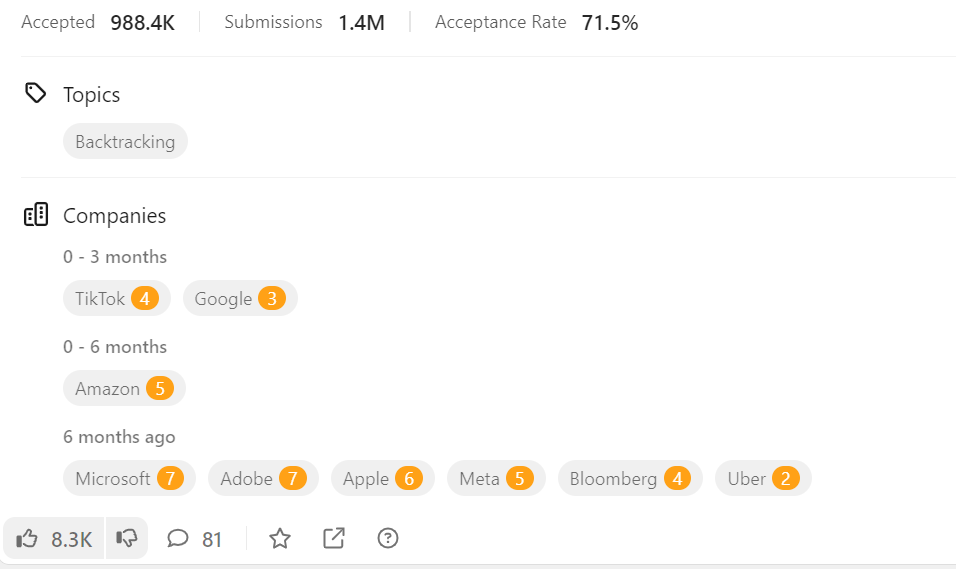 Accepted 988.4K Submissions 1.4M Acceptance Rate 71.5%
Topics
Backtracking
Companies
0 - 3 months
TikTok 4 Google 3
0 - 6 months
Amazon 5
6 months ago
Microsoft 7 Adobe 7 Apple 6 Meta 5 Bloomberg 4 Uber 2
8.3K 81